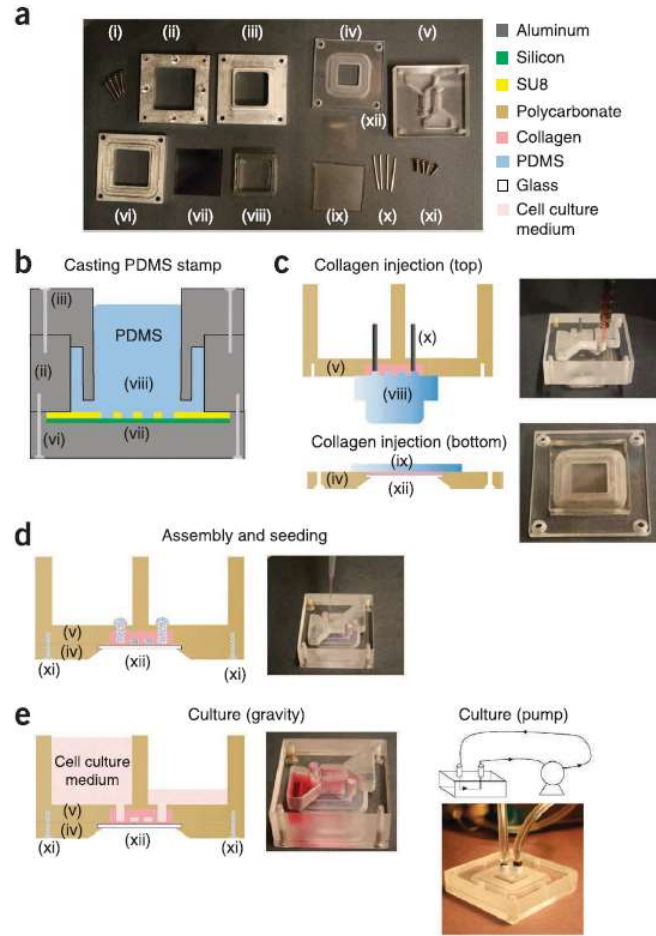 a
(i)
(ii)
(iii)
(iv)
(v)
(xii)
(vi)
(vii)
(viii)
(ix)
(x)
(xi)
Aluminum
Silicon
SU8
Polycarbonate
Collagen
PDMS
Glass
Cell culture
medium
b
Casting PDMS stamp
(iii)
PDMS
(ii)
(viii)
(vi)
(vii)
c
Collagen injection (top)
(x)
(v)
(viii)
Collagen injection (bottom)
(ix)
(iv)
(xii)
d
Assembly and seeding
(v)
(iv)
(xi)
(xii)
(xi)
e
Culture (gravity)
Culture (pump)
Cell culture
medium
(v)
(iv)
(xi)
(xii)
(xi)